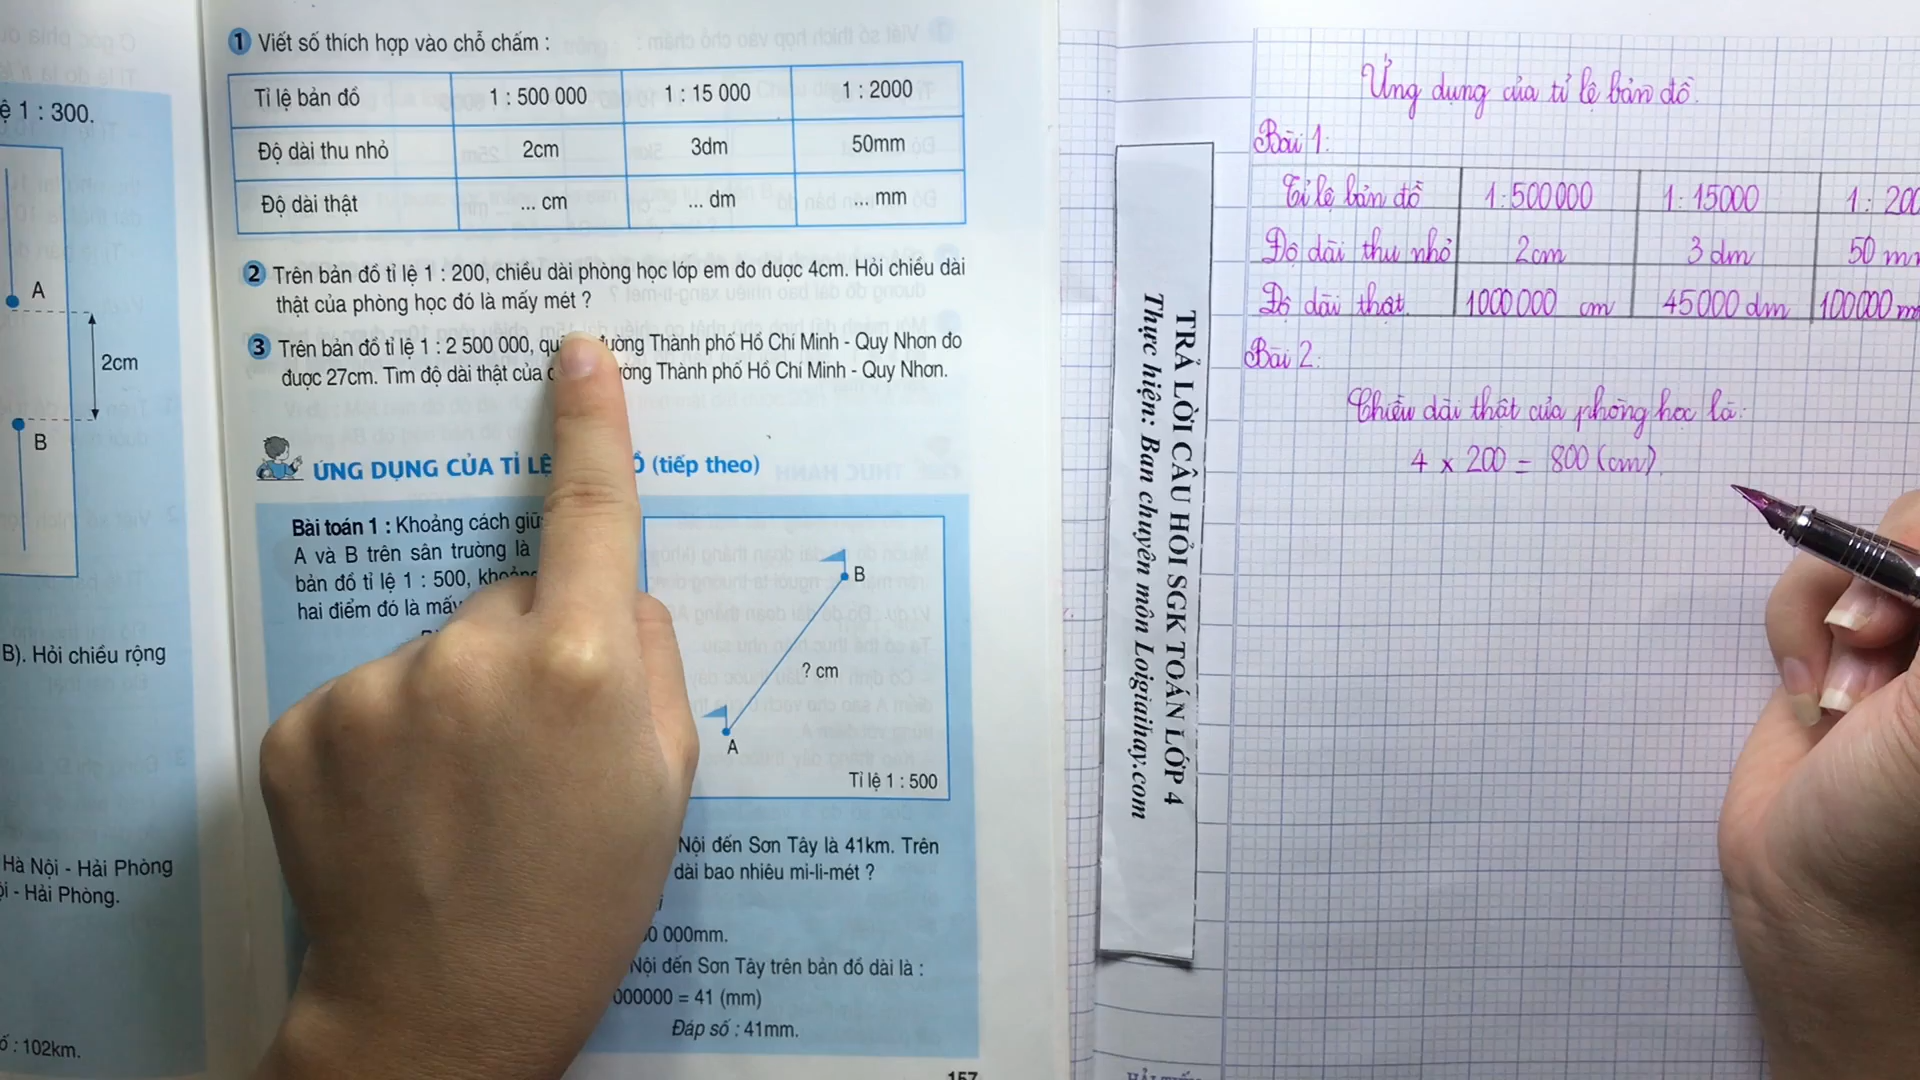 ệ 1 : 300.
A
2cm
B
B). Hỏi chiều rộng
Hà Nội - Hải Phòng
ội - Hải Phòng.
ố : 102km.
1 Viết số thích hợp vào chỗ chấm :
Tỉ lệ bản đồ 1 : 500 000 1 : 15 000 1 : 2000
Độ dài thu nhỏ 2cm 3dm 50mm
Độ dài thật ... cm ... dm ... mm
2 Trên bản đồ tỉ lệ 1 : 200, chiều dài phòng học lớp em đo được 4cm. Hỏi chiều dài
thật của phòng học đó là mấy mét ?
3 Trên bản đồ tỉ lệ 1 : 2 500 000, qu ường Thành phố Hồ Chí Minh - Quy Nhơn đo
được 27cm. Tìm độ dài thật của ường Thành phố Hồ Chí Minh - Quy Nhơn.
ỨNG DỤNG CỦA TỈ LỆ Ồ (tiếp theo)
Bài toán 1 : Khoảng cách giữ
A và B trên sân trường là
bản đồ tỉ lệ 1 : 500, khoảng
hai điểm đó là mấy
B
? cm
A
Tỉ lệ 1 : 500
Nội đến Sơn Tây là 41km. Trên
dài bao nhiêu mi-li-mét ?
0 000mm.
Nội đến Sơn Tây trên bản đồ dài là :
000000 = 41 (mm)
Đáp số : 41mm.
157
TRẢ LỜI CÂU HỎI SGK TOÁN LỚP 4
Thực hiện: Ban chuyên môn Loigiaihay.com
Ứng dụng của tỉ lệ bản đồ.
Bài 1:
Tỉ lệ bản đồ 1:500000 1:15000 1: 200
Độ dài thu nhỏ 2cm 3 dm 50 m
Độ dài thật. 1000000 cm 45000 dm 100000 m
Bài 2:
Chiều dài thật của phòng học là:
4 x 200 = 800 (cm).